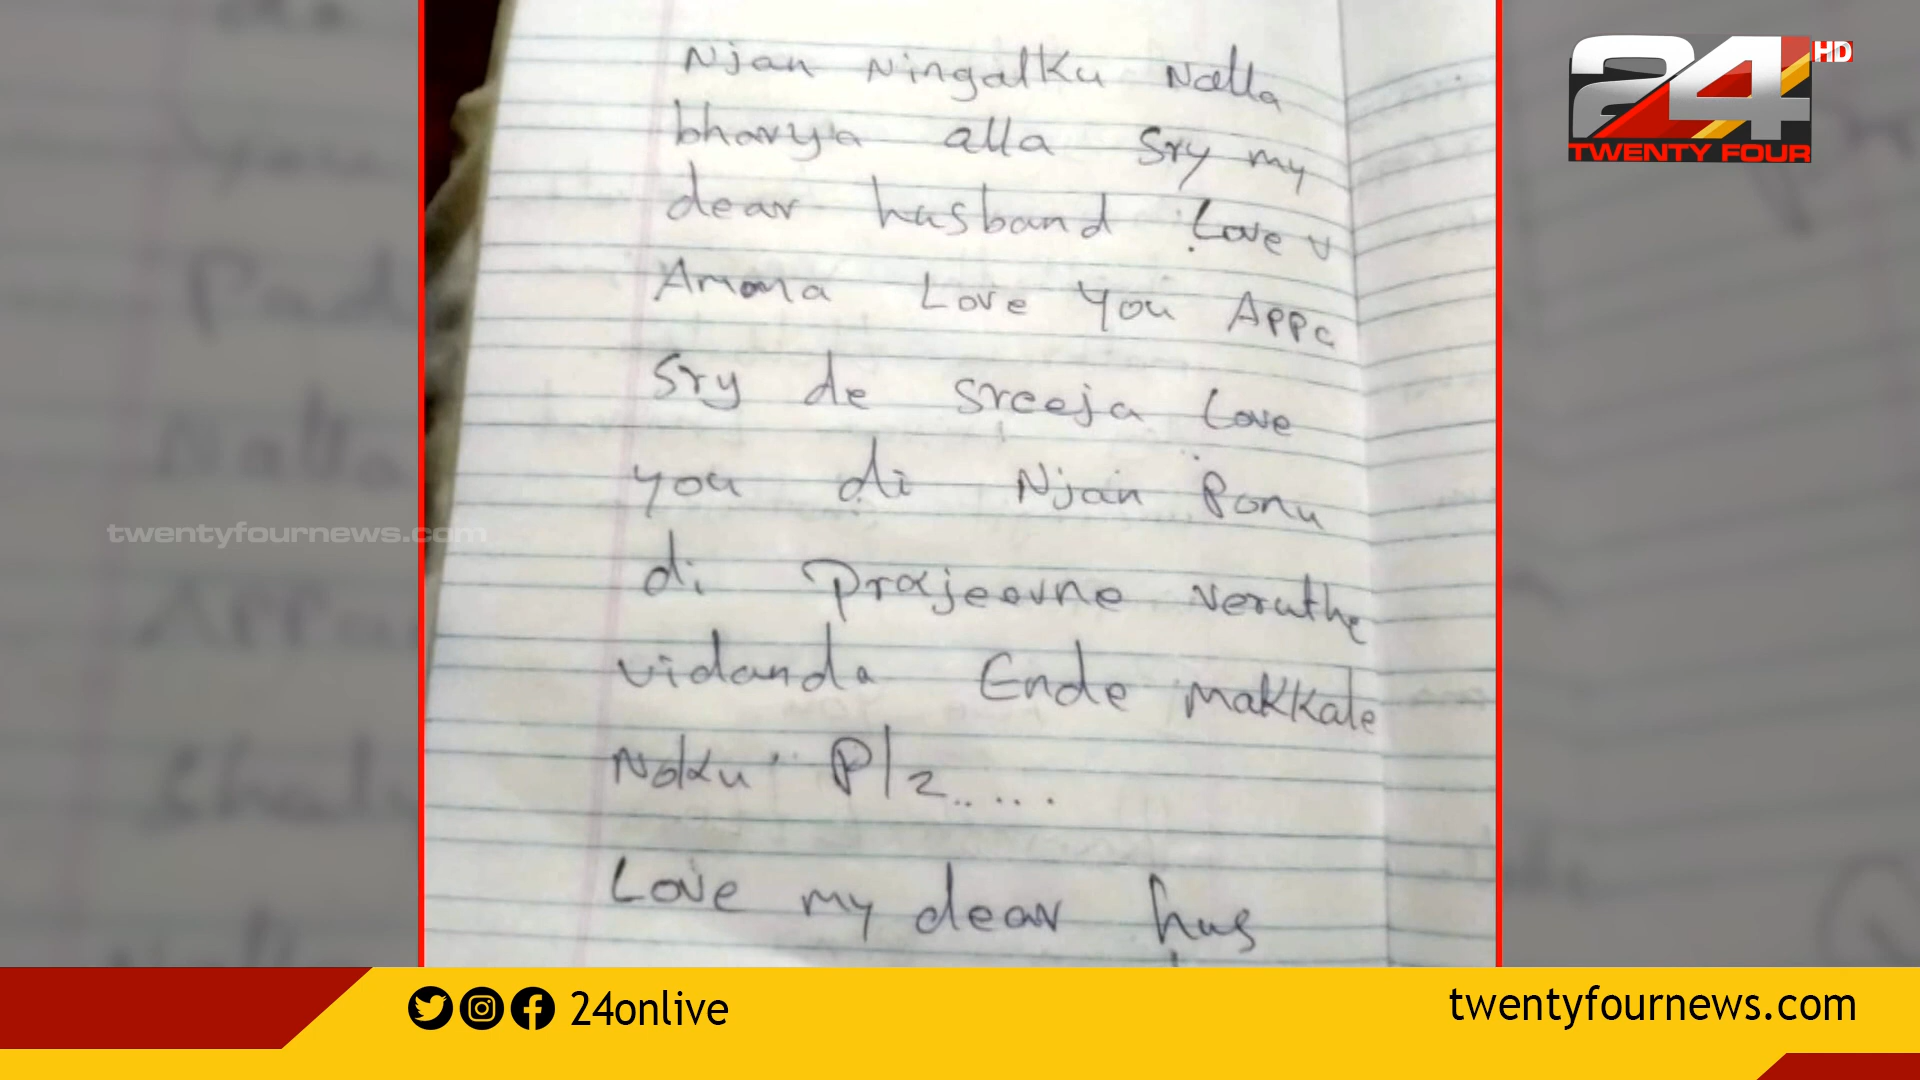 24 HD
TWENTY FOUR
Njan Ningalku Nalla
bharya alla Sry my
dear husband Love u
Amma Love You Appa
Sry de Sreeja Love
you di Njan Ponu
di Prajeevne veruthe
vidanda Ende Makkale
Noku Plz.....
Love my dear hus
twentyfournews.com
24onlive
twentyfournews.com